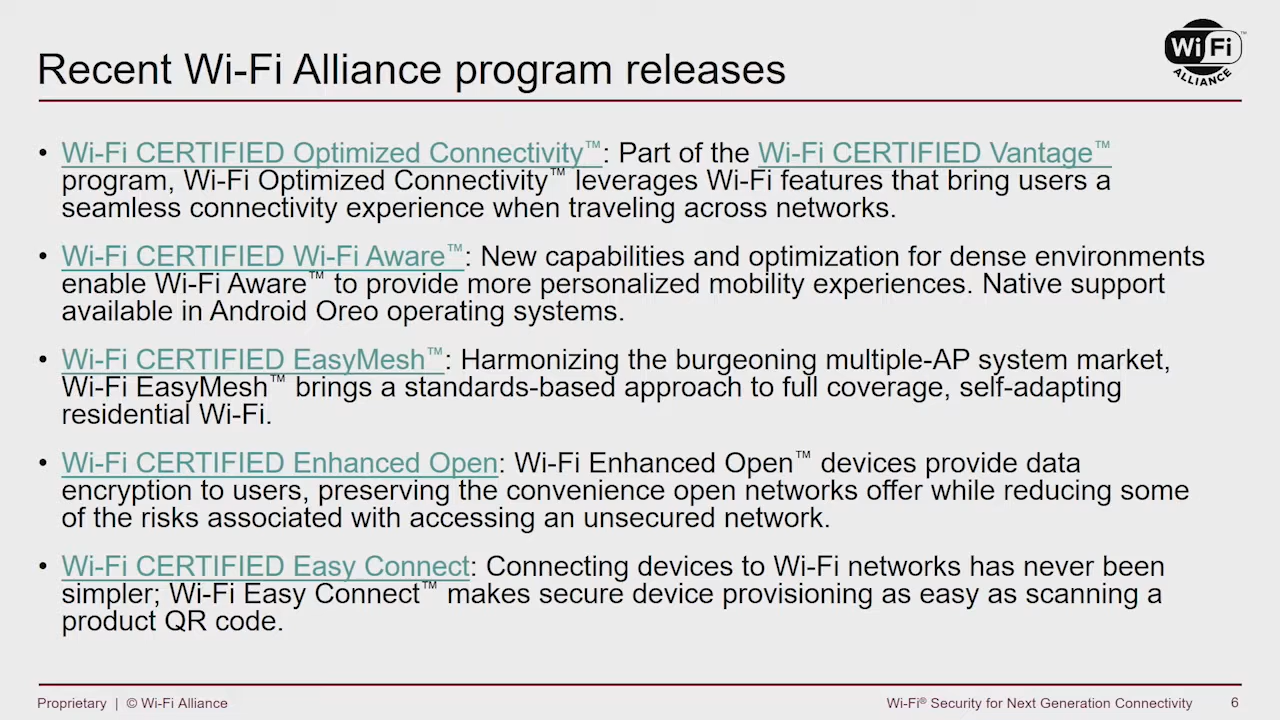 Recent Wi-Fi Alliance program releases
Wi Fi™
ALLIANCE
• Wi-Fi CERTIFIED Optimized Connectivity™: Part of the Wi-Fi CERTIFIED Vantage™
program, Wi-Fi Optimized Connectivity™ leverages Wi-Fi features that bring users a
seamless connectivity experience when traveling across networks.
• Wi-Fi CERTIFIED Wi-Fi Aware™: New capabilities and optimization for dense environments
enable Wi-Fi Aware™ to provide more personalized mobility experiences. Native support
available in Android Oreo operating systems.
• Wi-Fi CERTIFIED EasyMesh™: Harmonizing the burgeoning multiple-AP system market,
Wi-Fi EasyMesh™ brings a standards-based approach to full coverage, self-adapting
residential Wi-Fi.
• Wi-Fi CERTIFIED Enhanced Open: Wi-Fi Enhanced Open™ devices provide data
encryption to users, preserving the convenience open networks offer while reducing some
of the risks associated with accessing an unsecured network.
• Wi-Fi CERTIFIED Easy Connect: Connecting devices to Wi-Fi networks has never been
simpler; Wi-Fi Easy Connect™ makes secure device provisioning as easy as scanning a
product QR code.
Proprietary | © Wi-Fi Alliance
Wi-Fi® Security for Next Generation Connectivity 6